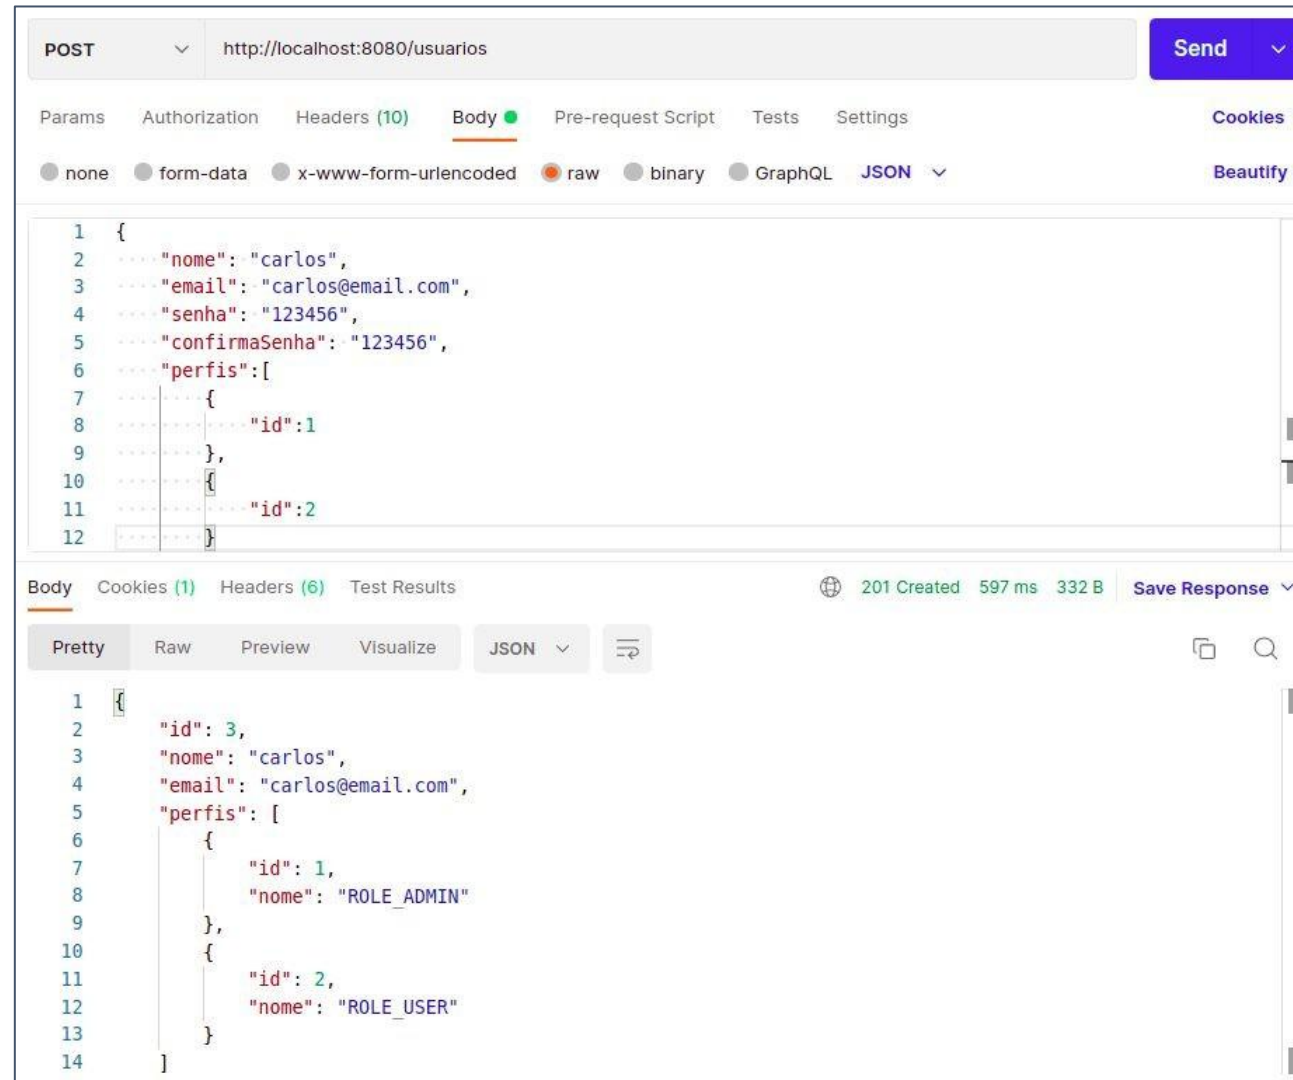 POST http://localhost:8080/usuarios Send
Params Authorization Headers (10) Body Pre-request Script Tests Settings Cookies
none form-data x-www-form-urlencoded raw binary GraphQL JSON Beautify
1 {
2 "nome": "carlos",
3 "email": "carlos@email.com",
4 "senha": "123456",
5 "confirmaSenha": "123456",
6 "perfis":[
7 {
8 "id":1
9 },
10 {
11 "id":2
12 }
Body Cookies (1) Headers (6) Test Results 201 Created 597 ms 332 B Save Response
Pretty Raw Preview Visualize JSON
1 {
2 "id": 3,
3 "nome": "carlos",
4 "email": "carlos@email.com",
5 "perfis": [
6 {
7 "id": 1,
8 "nome": "ROLE_ADMIN"
9 },
10 {
11 "id": 2,
12 "nome": "ROLE_USER"
13 }
14 ]